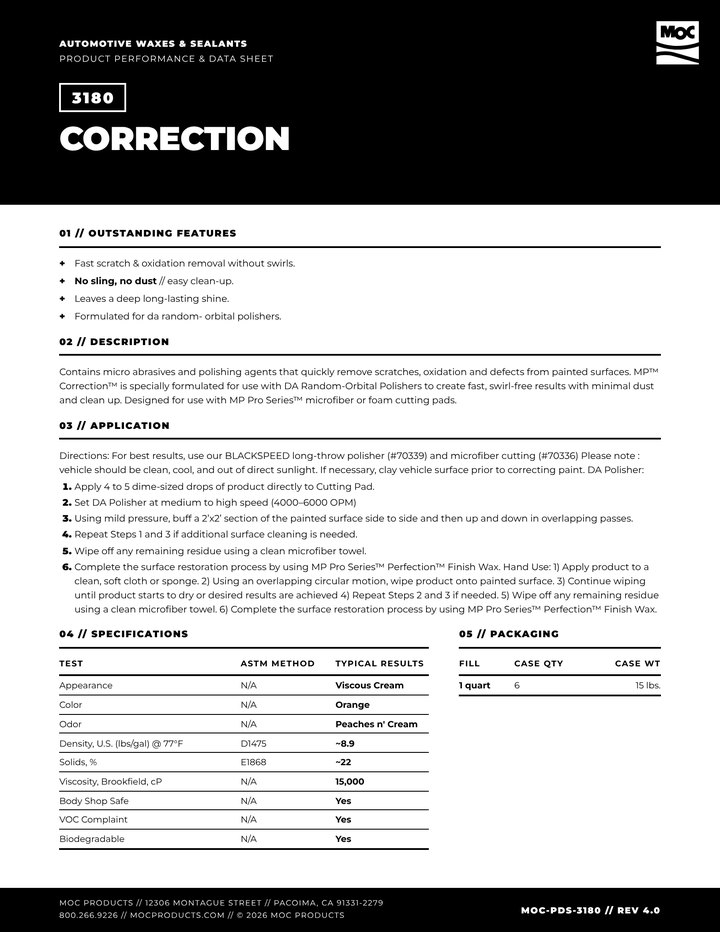 AUTOMOTIVE WAXES & SEALANTS
PRODUCT PERFORMANCE & DATA SHEET
MOC
3180
CORRECTION
01 // OUTSTANDING FEATURES
+ Fast scratch & oxidation removal without swirls.
+ No sling, no dust // easy clean-up.
+ Leaves a deep long-lasting shine.
+ Formulated for da random- orbital polishers.
02 // DESCRIPTION
Contains micro abrasives and polishing agents that quickly remove scratches, oxidation and defects from painted surfaces. MP™
Correction™ is specially formulated for use with DA Random-Orbital Polishers to create fast, swirl-free results with minimal dust
and clean up. Designed for use with MP Pro Series™ microfiber or foam cutting pads.
03 // APPLICATION
Directions: For best results, use our BLACKSPEED long-throw polisher (#70339) and microfiber cutting (#70336) Please note :
vehicle should be clean, cool, and out of direct sunlight. If necessary, clay vehicle surface prior to correcting paint. DA Polisher:
1. Apply 4 to 5 dime-sized drops of product directly to Cutting Pad.
2. Set DA Polisher at medium to high speed (4000–6000 OPM)
3. Using mild pressure, buff a 2'x2' section of the painted surface side to side and then up and down in overlapping passes.
4. Repeat Steps 1 and 3 if additional surface cleaning is needed.
5. Wipe off any remaining residue using a clean microfiber towel.
6. Complete the surface restoration process by using MP Pro Series™ Perfection™ Finish Wax. Hand Use: 1) Apply product to a
clean, soft cloth or sponge. 2) Using an overlapping circular motion, wipe product onto painted surface. 3) Continue wiping
until product starts to dry or desired results are achieved 4) Repeat Steps 2 and 3 if needed. 5) Wipe off any remaining residue
using a clean microfiber towel. 6) Complete the surface restoration process by using MP Pro Series™ Perfection™ Finish Wax.
04 // SPECIFICATIONS
TEST ASTM METHOD TYPICAL RESULTS
Appearance N/A Viscous Cream
Color N/A Orange
Odor N/A Peaches n' Cream
Density, U.S. (lbs/gal) @ 77°F D1475 ~8.9
Solids, % E1868 ~22
Viscosity, Brookfield, cP N/A 15,000
Body Shop Safe N/A Yes
VOC Complaint N/A Yes
Biodegradable N/A Yes
05 // PACKAGING
FILL CASE QTY CASE WT
1 quart 6 15 lbs.
MOC PRODUCTS // 12306 MONTAGUE STREET // PACOIMA, CA 91331-2279
800.266.9226 // MOCPRODUCTS.COM // © 2026 MOC PRODUCTS
MOC-PDS-3180 // REV 4.0